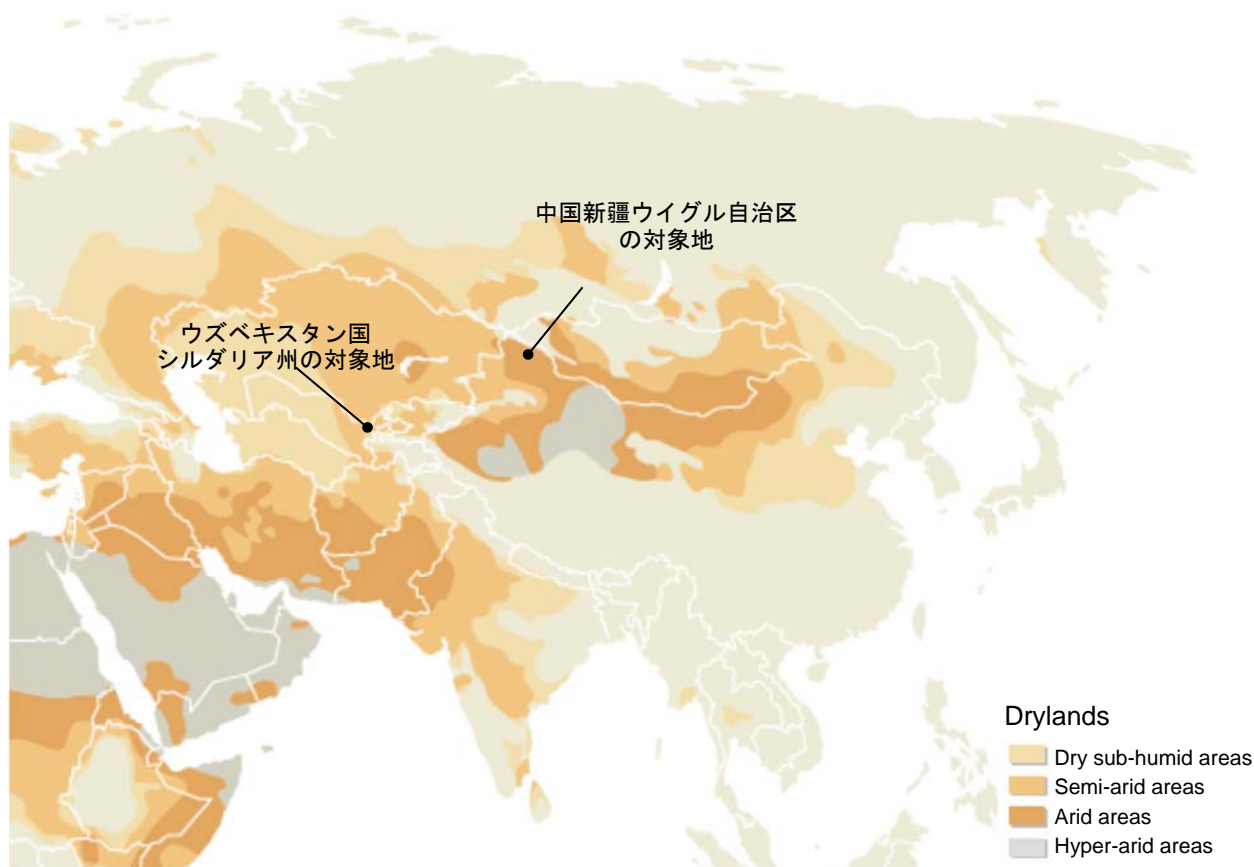 中国新疆ウイグル自治区
の対象地
ウズベキスタン国
シルダリア州の対象地
Drylands
Dry sub-humid areas
Semi-arid areas
Arid areas
Hyper-arid areas